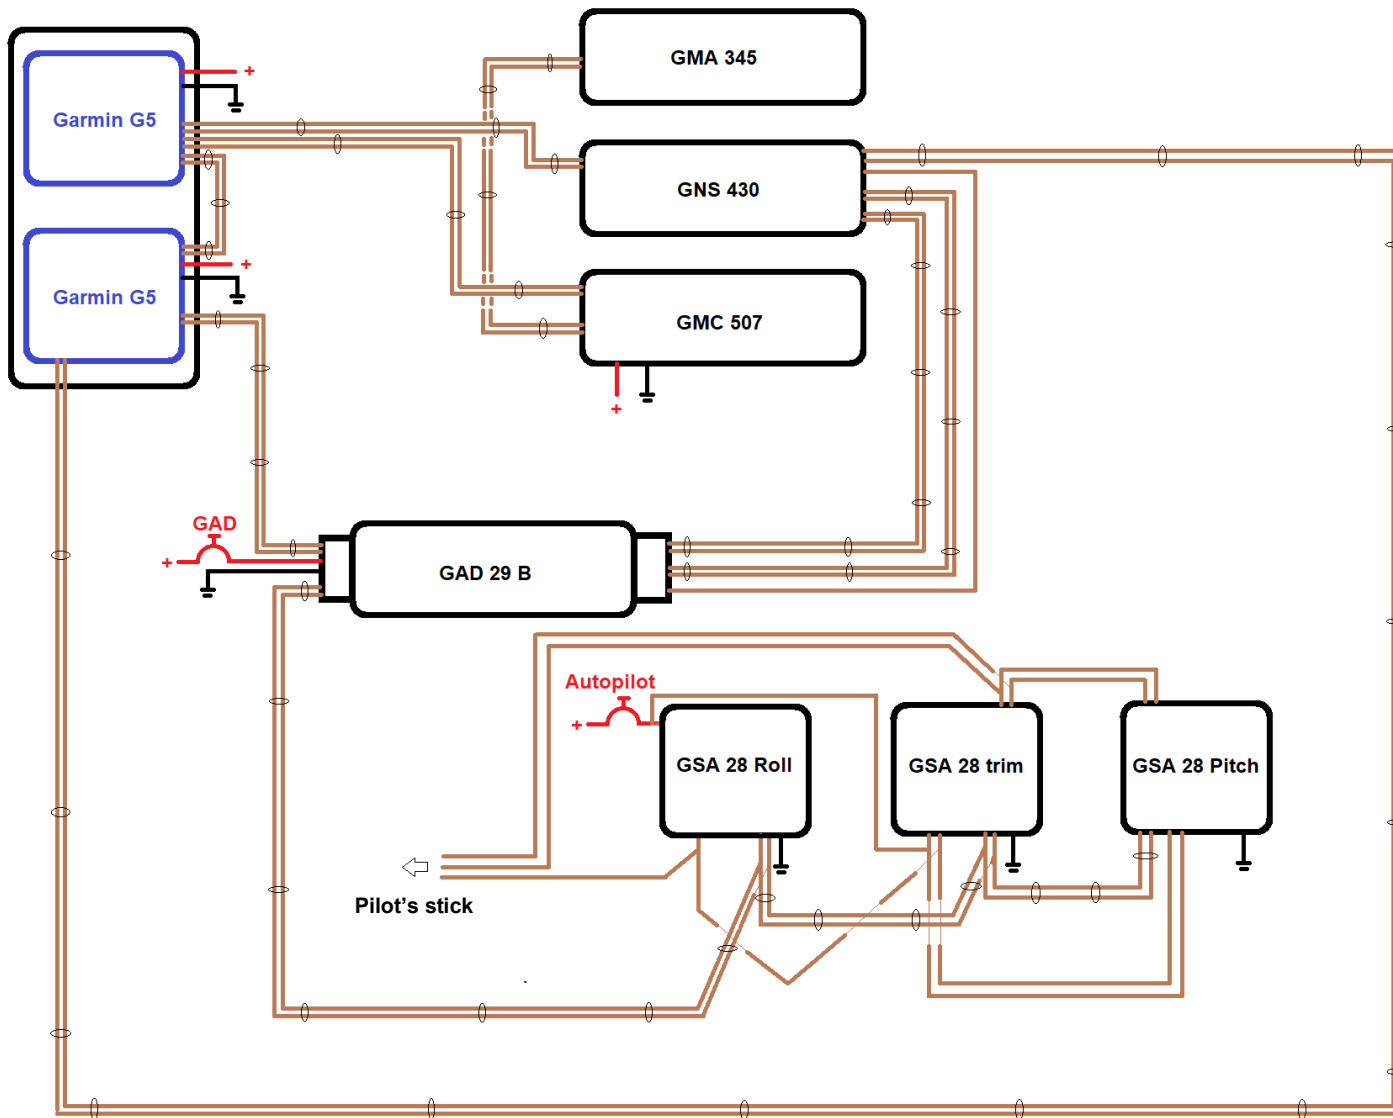 GMA 345
+
Garmin G5
GNS 430
+
Garmin G5
GMC 507
+
GAD
+
GAD 29 B
Autopilot
+
GSA 28 Roll
GSA 28 trim
GSA 28 Pitch
Pilot's stick